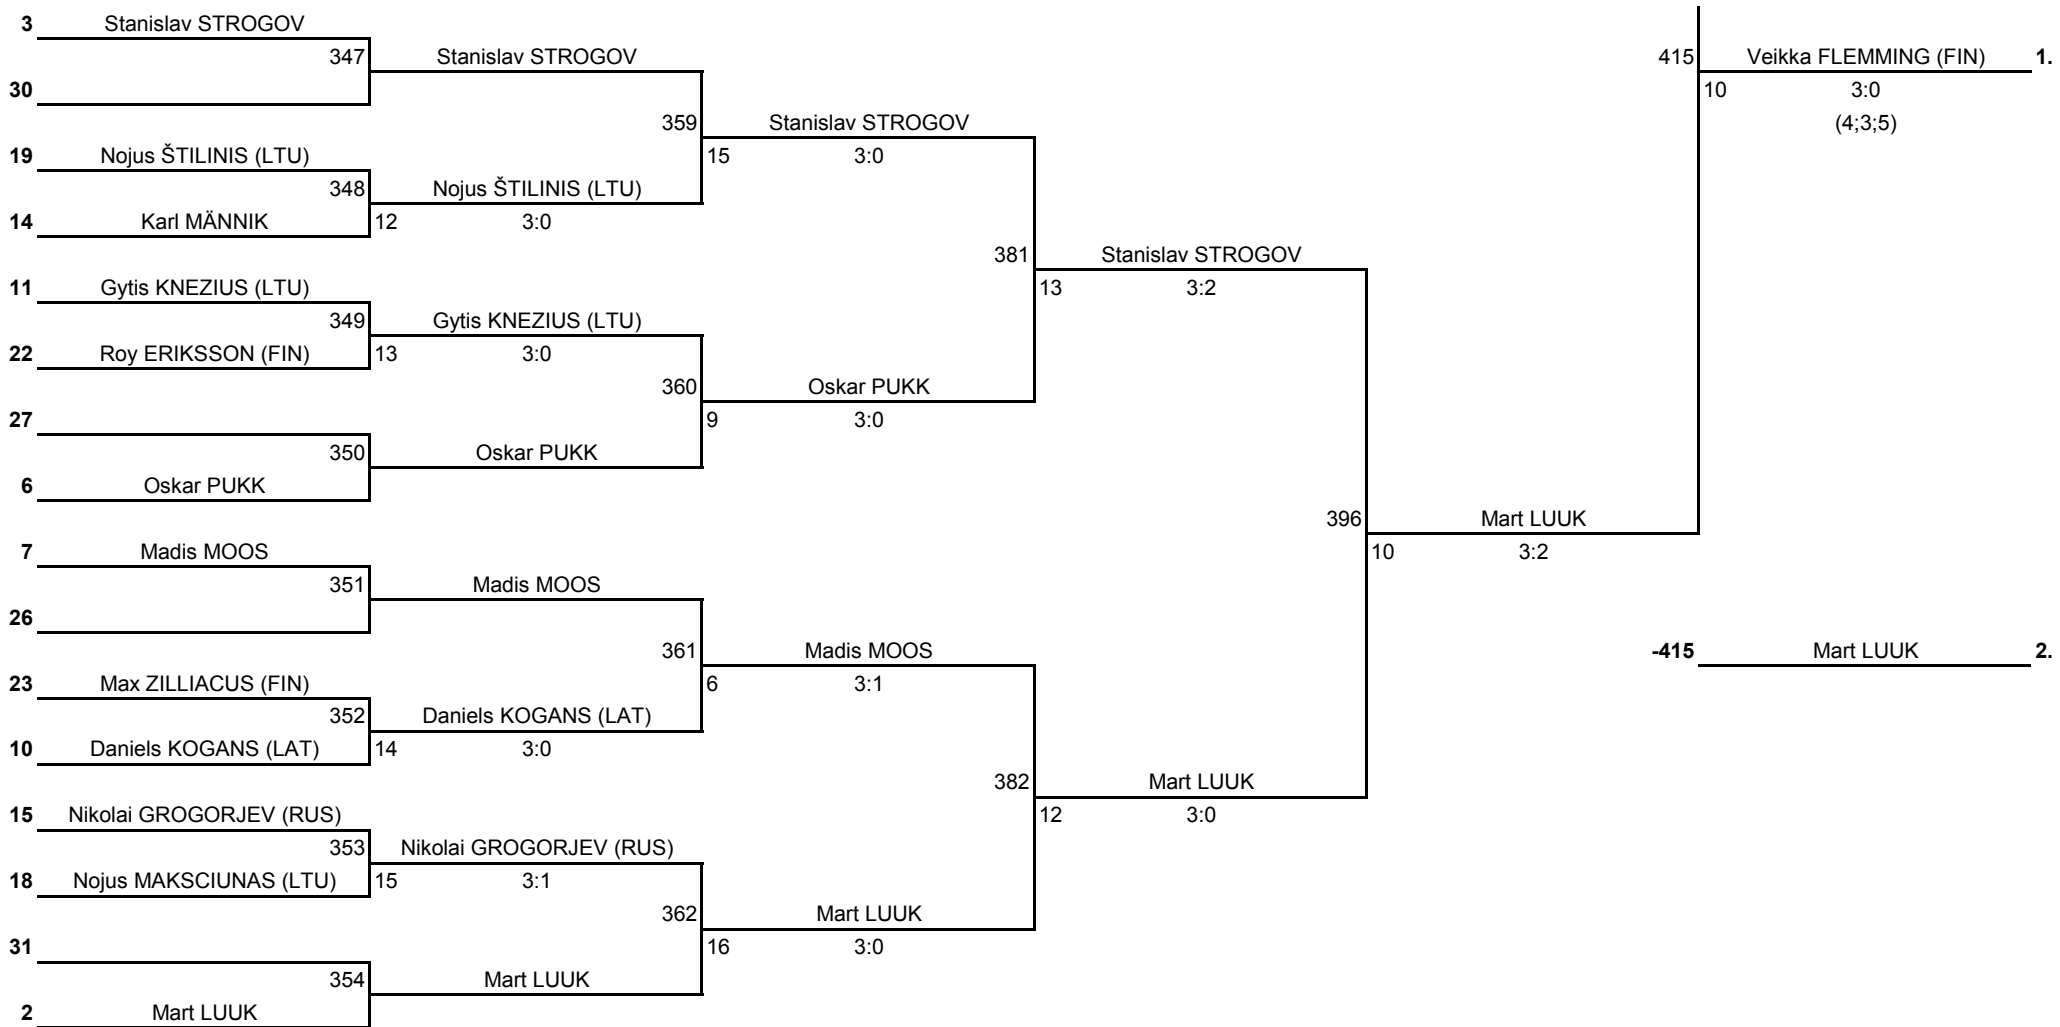 3 Stanislav STROGOV
347 Stanislav STROGOV 415 Veikka FLEMMING (FIN) 1.
30 10 3:0
359 Stanislav STROGOV (4;3;5)
19 Nojus ŠTILINIS (LTU) 15 3:0
348 Nojus ŠTILINIS (LTU)
14 Karl MÄNNIK 12 3:0
381 Stanislav STROGOV
11 Gytis KNEZIUS (LTU) 13 3:2
349 Gytis KNEZIUS (LTU)
22 Roy ERIKSSON (FIN) 13 3:0
360 Oskar PUKK
27 9 3:0
350 Oskar PUKK
6 Oskar PUKK
396 Mart LUUK
7 Madis MOOS 10 3:2
351 Madis MOOS
26
361 Madis MOOS -415 Mart LUUK 2.
23 Max ZILLIACUS (FIN) 6 3:1
352 Daniels KOGANS (LAT)
10 Daniels KOGANS (LAT) 14 3:0
382 Mart LUUK
15 Nikolai GROGORJEV (RUS) 12 3:0
353 Nikolai GROGORJEV (RUS)
18 Nojus MAKSCIUNAS (LTU) 15 3:1
362 Mart LUUK
31 16 3:0
354 Mart LUUK
2 Mart LUUK